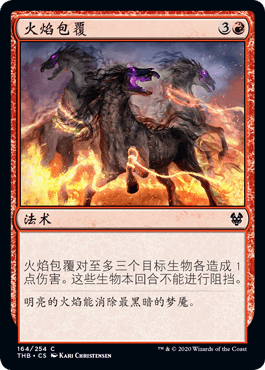 火焰包覆 3
法术
火焰包覆对至多三个目标生物各造成 1
点伤害。这些生物本回合不能进行阻挡。
明亮的火焰能消除最黑暗的梦魇。
164/254 C
THB • CS KARI CHRISTENSEN
™ & © 2020 Wizards of the Coast